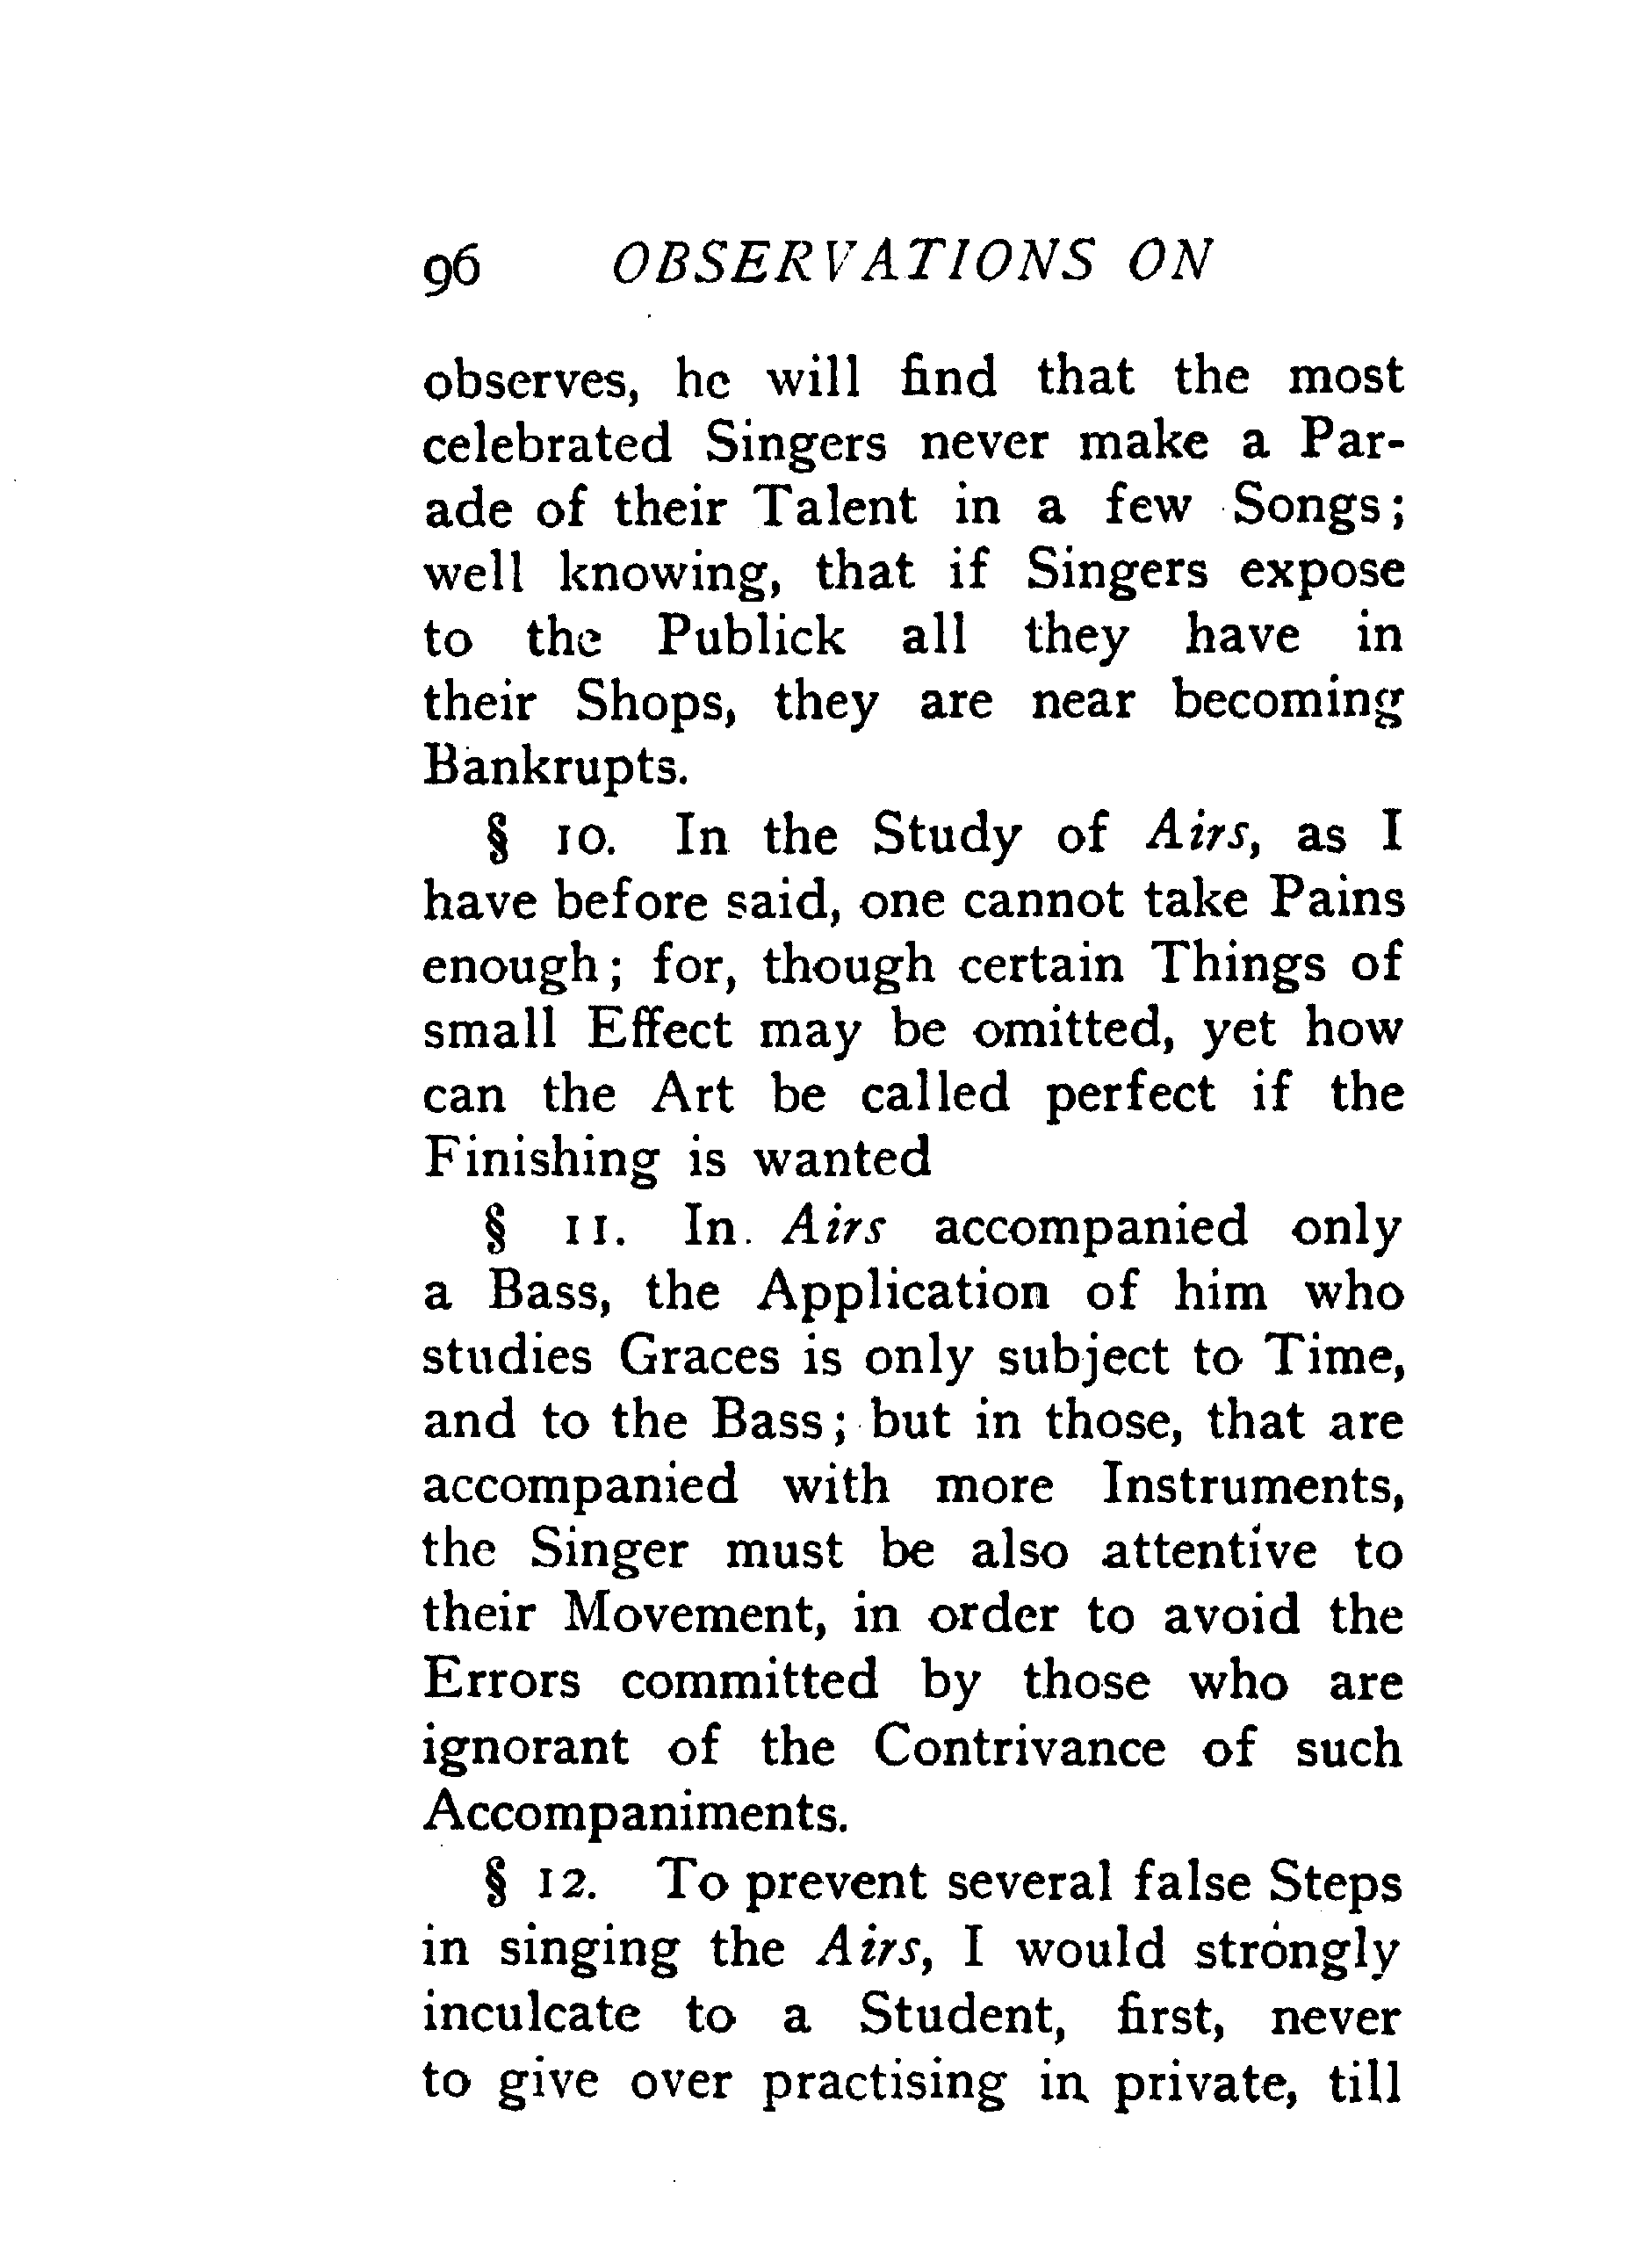 96 OBSERVATIONS ON
observes, he will find that the most
celebrated Singers never make a Par-
ade of their Talent in a few Songs;
well knowing, that if Singers expose
to the Publick all they have in
their Shops, they are near becoming
Bankrupts.
§ 10. In the Study of Airs, as I
have before said, one cannot take Pains
enough; for, though certain Things of
small Effect may be omitted, yet how
can the Art be called perfect if the
Finishing is wanted
§ 11. In. Airs accompanied only
a Bass, the Application of him who
studies Graces is only subject to Time,
and to the Bass; but in those, that are
accompanied with more Instruments,
the Singer must be also attentive to
their Movement, in order to avoid the
Errors committed by those who are
ignorant of the Contrivance of such
Accompaniments.
§ 12. To prevent several false Steps
in singing the Airs, I would strongly
inculcate to a Student, first, never
to give over practising in private, till